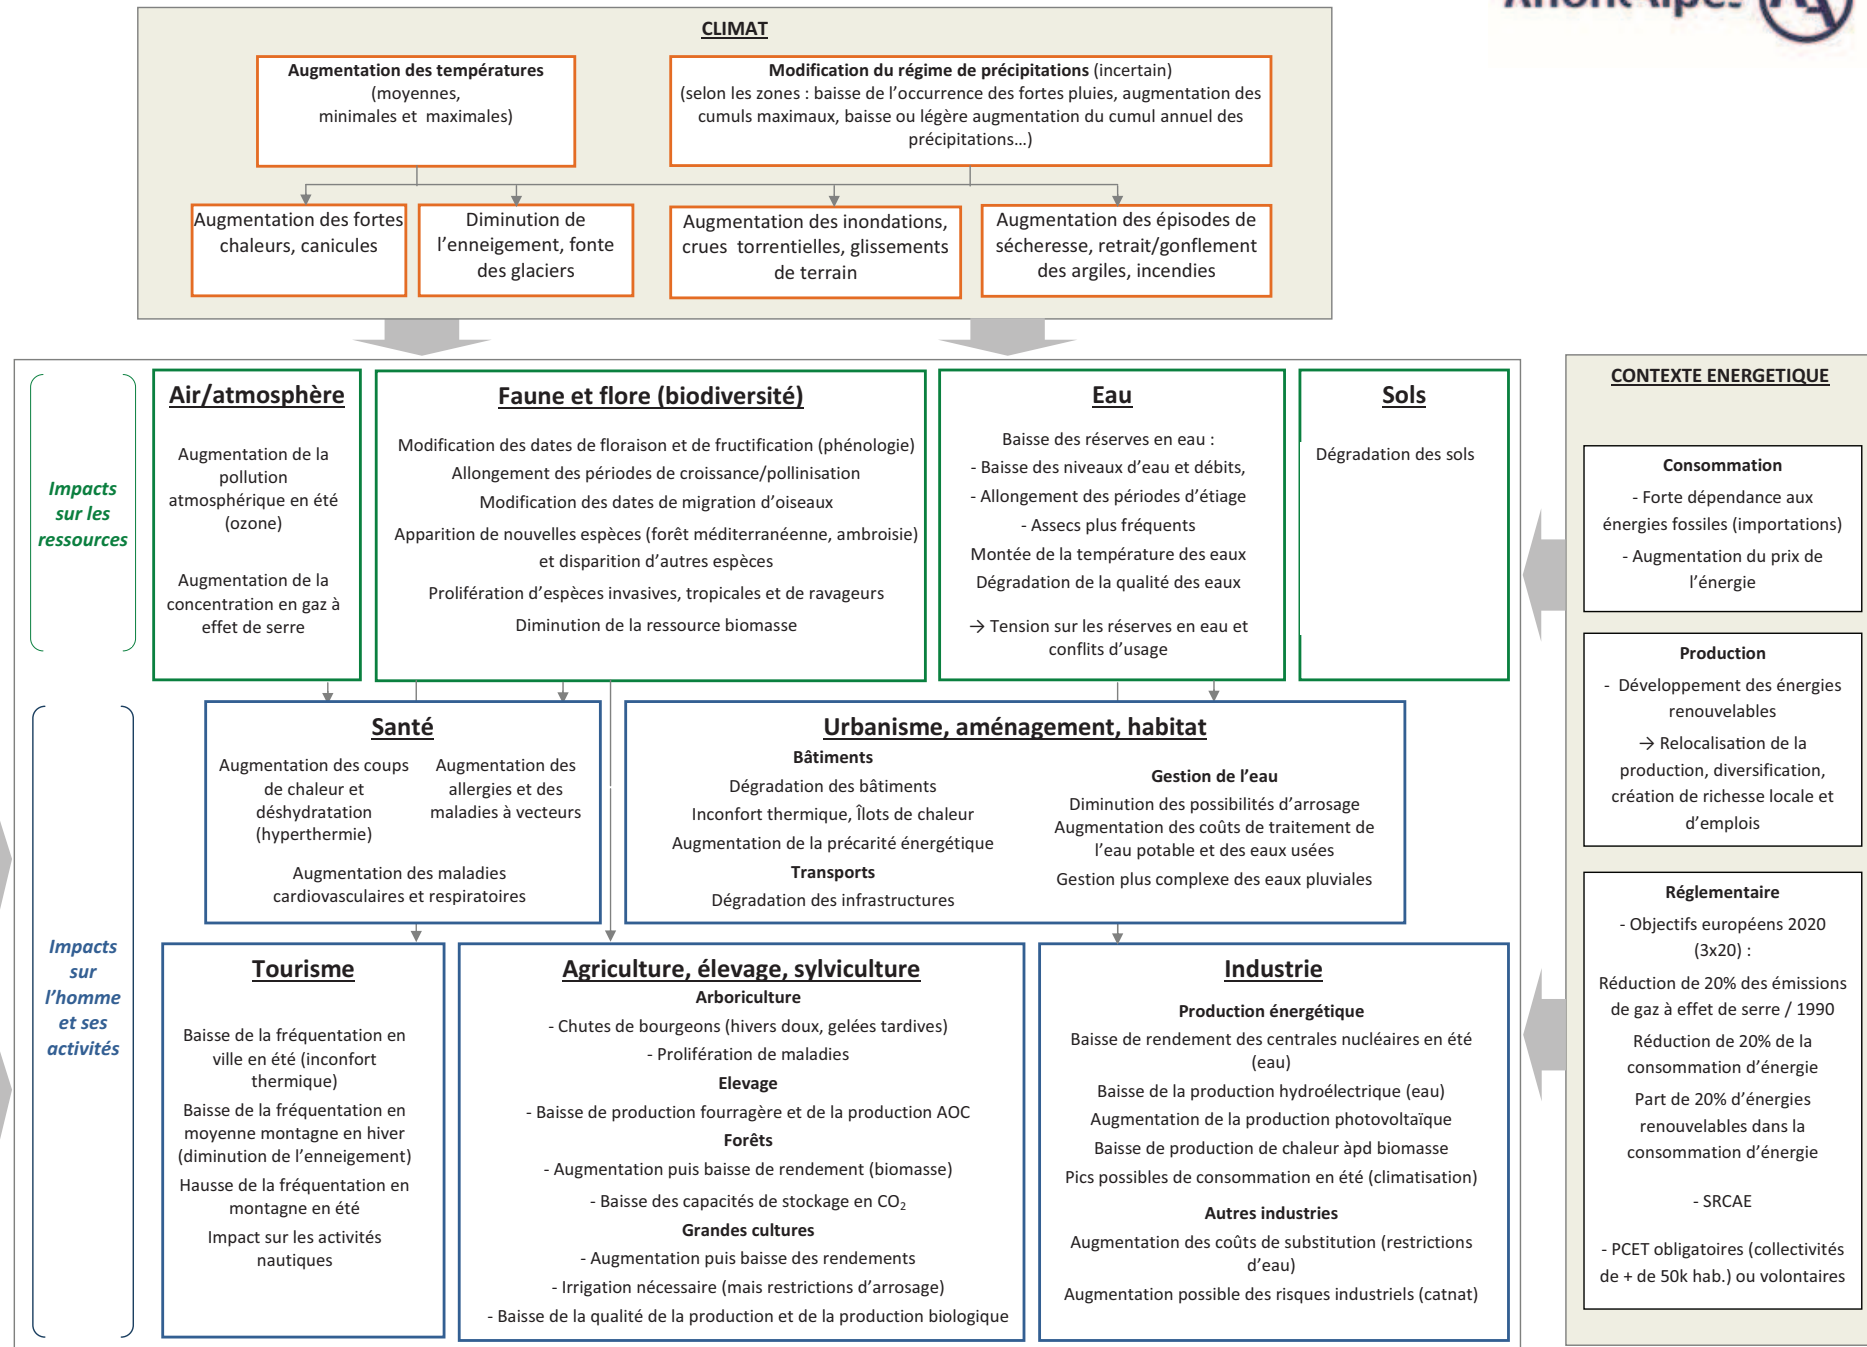 CLIMAT
Augmentation des températures
(moyennes,
minimales et maximales)
Modification du régime de précipitations (incertain)
(selon les zones : baisse de l’occurrence des fortes pluies, augmentation des
cumuls maximaux, baisse ou légère augmentation du cumul annuel des
précipitations…)
Augmentation des fortes
chaleurs, canicules
Diminution de
l’enneigement, fonte
des glaciers
Augmentation des inondations,
crues torrentielles, glissements
de terrain
Augmentation des épisodes de
sécheresse, retrait/gonflement
des argiles, incendies
Impacts
sur les
ressources
Air/atmosphère
Augmentation de la
pollution
atmosphérique en été
(ozone)
Augmentation de la
concentration en gaz à
effet de serre
Faune et flore (biodiversité)
Modification des dates de floraison et de fructification (phénologie)
Allongement des périodes de croissance/pollinisation
Modification des dates de migration d’oiseaux
Apparition de nouvelles espèces (forêt méditerranéenne, ambroisie)
et disparition d’autres espèces
Prolifération d’espèces invasives, tropicales et de ravageurs
Diminution de la ressource biomasse
Eau
Baisse des réserves en eau :
- Baisse des niveaux d’eau et débits,
- Allongement des périodes d’étiage
- Assecs plus fréquents
Montée de la température des eaux
Dégradation de la qualité des eaux
→ Tension sur les réserves en eau et
conflits d’usage
Sols
Dégradation des sols
Impacts
sur
l’homme
et ses
activités
Santé
Augmentation des coups
de chaleur et
déshydratation
(hyperthermie)
Augmentation des
allergies et des
maladies à vecteurs
Augmentation des maladies
cardiovasculaires et respiratoires
Urbanisme, aménagement, habitat
Bâtiments
Dégradation des bâtiments
Inconfort thermique, Îlots de chaleur
Augmentation de la précarité énergétique
Transports
Dégradation des infrastructures
Gestion de l’eau
Diminution des possibilités d’arrosage
Augmentation des coûts de traitement de
l’eau potable et des eaux usées
Gestion plus complexe des eaux pluviales
Tourisme
Baisse de la fréquentation en
ville en été (inconfort
thermique)
Baisse de la fréquentation en
moyenne montagne en hiver
(diminution de l’enneigement)
Hausse de la fréquentation en
montagne en été
Impact sur les activités
nautiques
Agriculture, élevage, sylviculture
Arboriculture
- Chutes de bourgeons (hivers doux, gelées tardives)
- Prolifération de maladies
Elevage
- Baisse de production fourragère et de la production AOC
Forêts
- Augmentation puis baisse de rendement (biomasse)
- Baisse des capacités de stockage en CO₂
Grandes cultures
- Augmentation puis baisse des rendements
- Irrigation nécessaire (mais restrictions d’arrosage)
- Baisse de la qualité de la production et de la production biologique
Industrie
Production énergétique
Baisse de rendement des centrales nucléaires en été
(eau)
Baisse de la production hydroélectrique (eau)
Augmentation de la production photovoltaïque
Baisse de production de chaleur àpd biomasse
Pics possibles de consommation en été (climatisation)
Autres industries
Augmentation des coûts de substitution (restrictions
d’eau)
Augmentation possible des risques industriels (catnat)
CONTEXTE ENERGETIQUE
Consommation
- Forte dépendance aux
énergies fossiles (importations)
- Augmentation du prix de
l’énergie
Production
- Développement des énergies
renouvelables
→ Relocalisation de la
production, diversification,
création de richesse locale et
d’emplois
Réglementaire
- Objectifs européens 2020
(3x20) :
Réduction de 20% des émissions
de gaz à effet de serre / 1990
Réduction de 20% de la
consommation d’énergie
Part de 20% d’énergies
renouvelables dans la
consommation d’énergie
- SRCAE
- PCET obligatoires (collectivités
de + de 50k hab.) ou volontaires